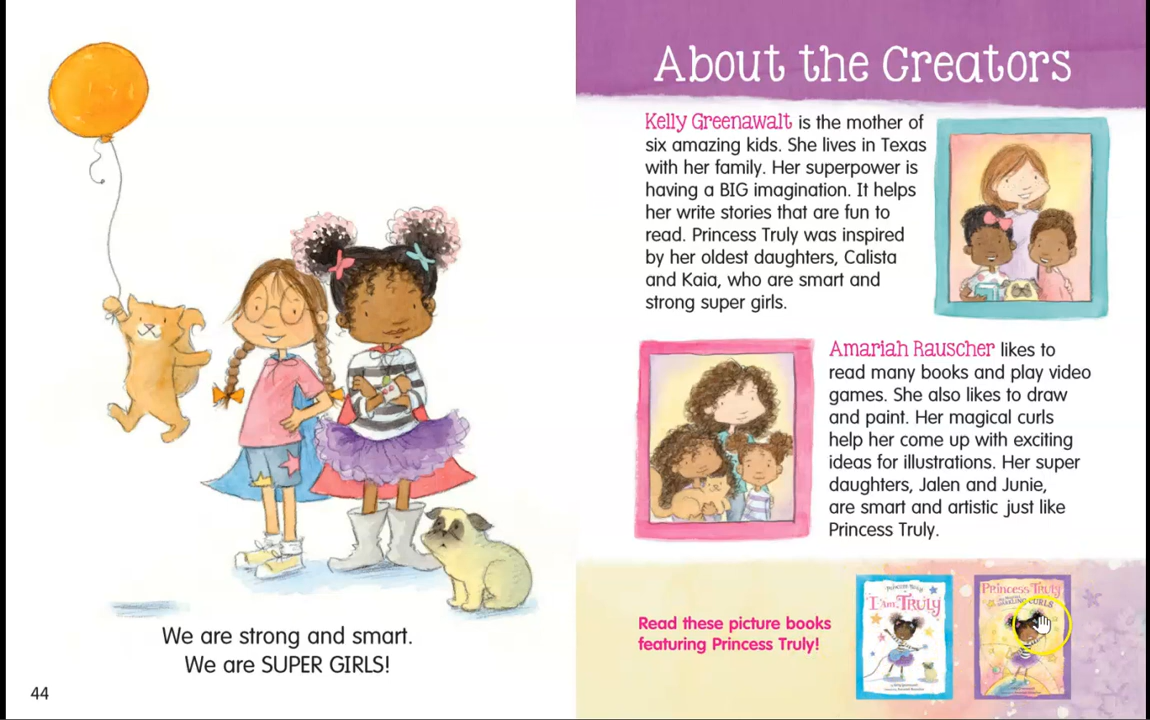 We are strong and smart.
We are SUPER GIRLS!
44
About the Creators
Kelly Greenawalt is the mother of
six amazing kids. She lives in Texas
with her family. Her superpower is
having a BIG imagination. It helps
her write stories that are fun to
read. Princess Truly was inspired
by her oldest daughters, Calista
and Kaia, who are smart and
strong super girls.
Amariah Rauscher likes to
read many books and play video
games. She also likes to draw
and paint. Her magical curls
help her come up with exciting
ideas for illustrations. Her super
daughters, Jalen and Junie,
are smart and artistic just like
Princess Truly.
Read these picture books
featuring Princess Truly!
Princess Truly
I am TRULY
Princess Truly
CURLS